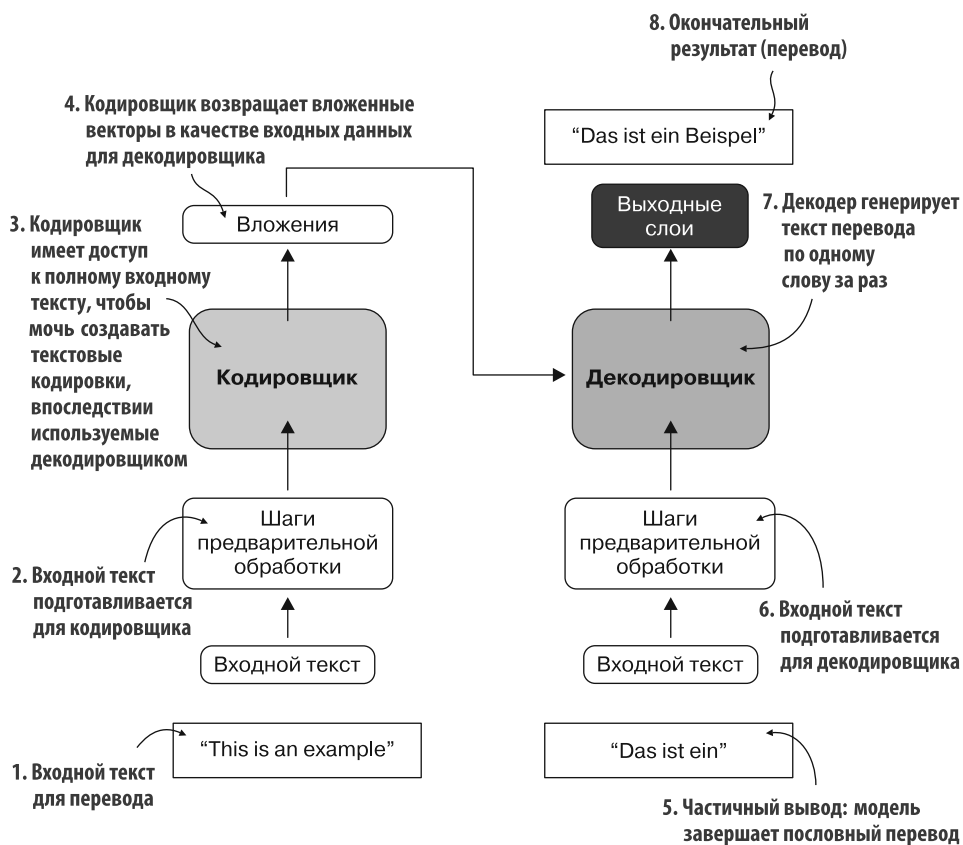 8. Окончательный
результат (перевод)
4. Кодировщик возвращает вложенные
векторы в качестве входных данных
для декодировщика
“Das ist ein Beispel”
Вложения
Выходные
слои
3. Кодировщик
имеет доступ
к полному входному
тексту, чтобы
мочь создавать
текстовые
кодировки,
впоследствии
используемые
декодировщиком
7. Декодер генерирует
текст перевода
по одному
слову за раз
Кодировщик
Декодировщик
Шаги
предварительной
обработки
Шаги
предварительной
обработки
2. Входной текст
подготавливается
для кодировщика
6. Входной текст
подготавливается
для декодировщика
Входной текст
Входной текст
“This is an example”
“Das ist ein”
1. Входной текст
для перевода
5. Частичный вывод: модель
завершает пословный перевод